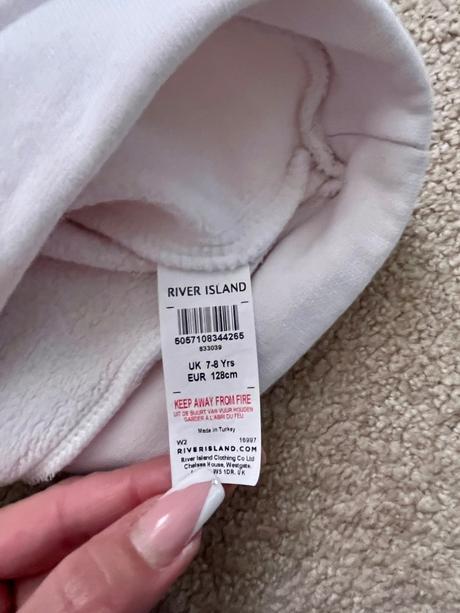 RIVER ISLAND
5057108344265
833039
UK 7-8 Yrs
EUR 128cm
KEEP AWAY FROM FIRE
UIT DE BUURT VAN VUUR HOUDEN
GARDER À L'ABRI DU FEU
Made in Turkey
W2 16997
RIVERISLAND.COM
River Island Clothing Co Ltd
Chelsea House, Westgate,
W5 1DR. UK